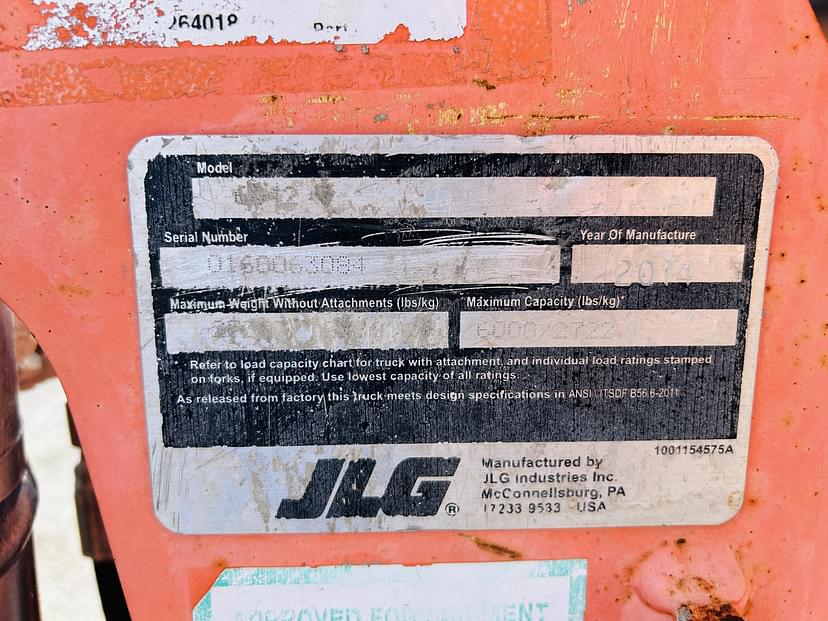 Model
Serial Number
Year Of Manufacture
0160063084
2014
Maximum Weight Without Attachments (lbs/kg)
Maximum Capacity (lbs/kg)*
6000/2722
Refer to load capacity chart for truck with attachment, and individual load ratings stamped
on forks, if equipped. Use lowest capacity of all ratings.
As released from factory this truck meets design specifications in ANSI \ ITSDF B56.6-2011
1001154575A
JLG®
Manufactured by
JLG Industries Inc.
McConnellsburg, PA
17233 9533 USA
APPROVED